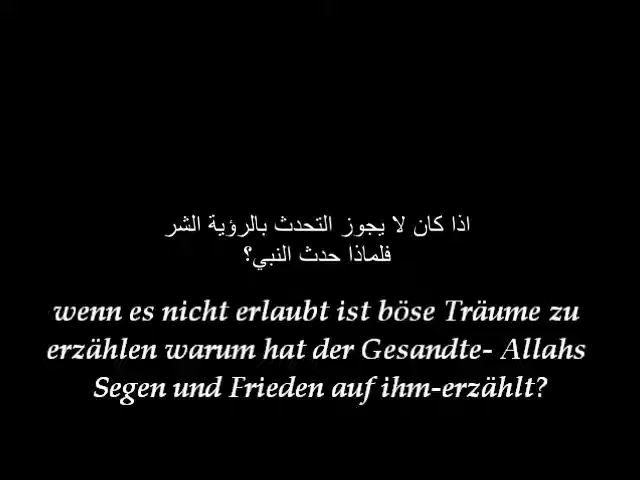 اذا كان لا يجوز التحدث بالرؤية الشر
فلماذا حدث النبي؟
wenn es nicht erlaubt ist böse Träume zu
erzählen warum hat der Gesandte- Allahs
Segen und Frieden auf ihm-erzählt?